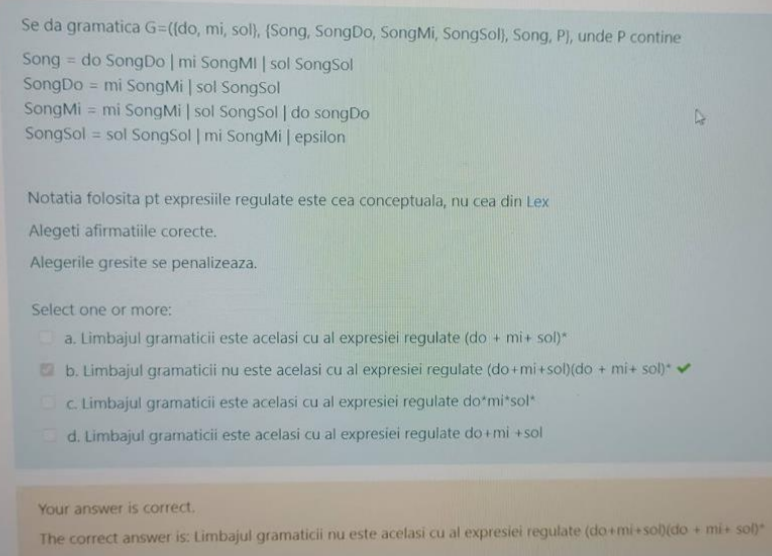 Se da gramatica G=({do, mi, sol}, {Song, SongDo, SongMi, SongSol}, Song, P), unde P contine
Song = do SongDo | mi SongMI | sol SongSol
SongDo = mi SongMi | sol SongSol
SongMi = mi SongMi | sol SongSol | do songDo
SongSol = sol SongSol | mi SongMi | epsilon
Notatia folosita pt expresiile regulate este cea conceptuala, nu cea din Lex
Alegeti afirmatiile corecte.
Alegerile gresite se penalizeaza.
Select one or more:
a. Limbajul gramaticii este acelasi cu al expresiei regulate (do + mi+ sol)*
b. Limbajul gramaticii nu este acelasi cu al expresiei regulate (do+mi+sol)(do + mi+ sol)*
c. Limbajul gramaticii este acelasi cu al expresiei regulate do*mi*sol*
d. Limbajul gramaticii este acelasi cu al expresiei regulate do+mi +sol
Your answer is correct.
The correct answer is: Limbajul gramaticii nu este acelasi cu al expresiei regulate (do+mi+sol)(do + mi+ sol)*